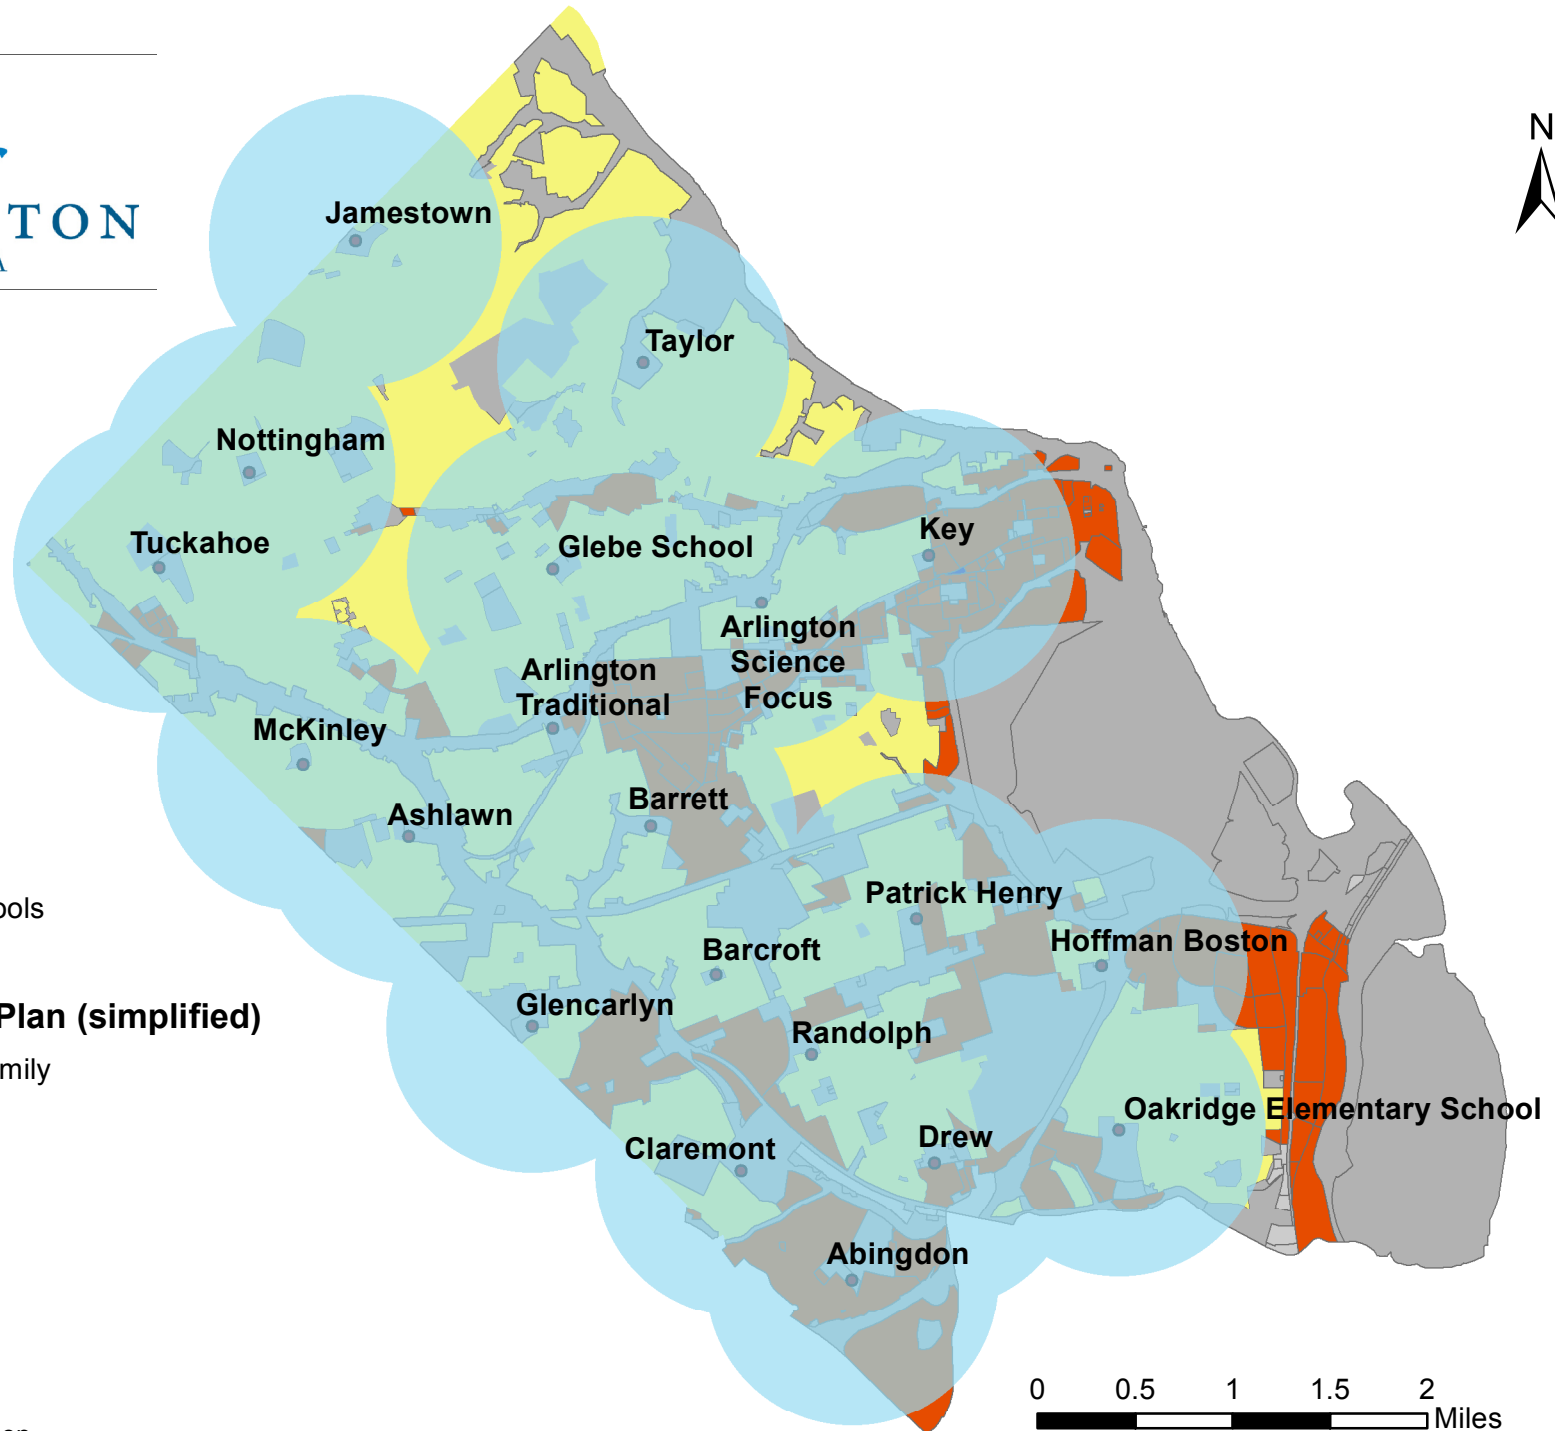 TON
A
N
Jamestown
Taylor
Nottingham
Tuckahoe
Glebe School
Key
Arlington
Science
Focus
Arlington
Traditional
McKinley
Ashlawn
Barrett
ools
Patrick Henry
Hoffman Boston
Barcroft
Plan (simplified)
Glencarlyn
Randolph
mily
Oakridge Elementary School
Drew
Claremont
Abingdon
0 0.5 1 1.5 2
Miles